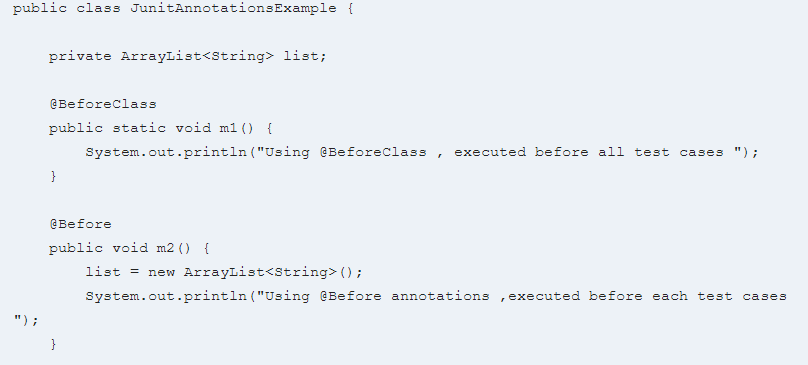 public class JunitAnnotationsExample {
private ArrayList<String> list;
@BeforeClass
public static void m1() {
System.out.println("Using @BeforeClass , executed before all test cases ");
}
@Before
public void m2() {
list = new ArrayList<String>();
System.out.println("Using @Before annotations ,executed before each test cases
");
}